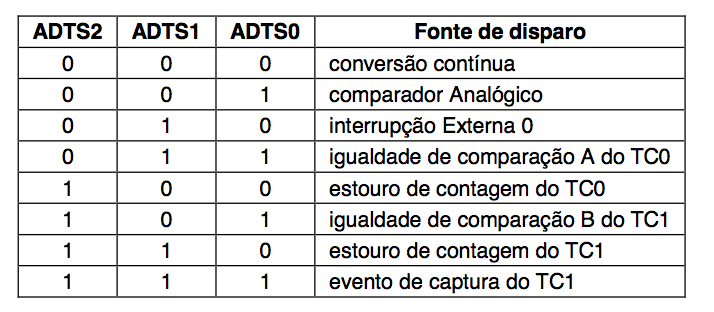 ADTS2 ADTS1 ADTS0 Fonte de disparo
0 0 0 conversão contínua
0 0 1 comparador Analógico
0 1 0 interrupção Externa 0
0 1 1 igualdade de comparação A do TC0
1 0 0 estouro de contagem do TC0
1 0 1 igualdade de comparação B do TC1
1 1 0 estouro de contagem do TC1
1 1 1 evento de captura do TC1